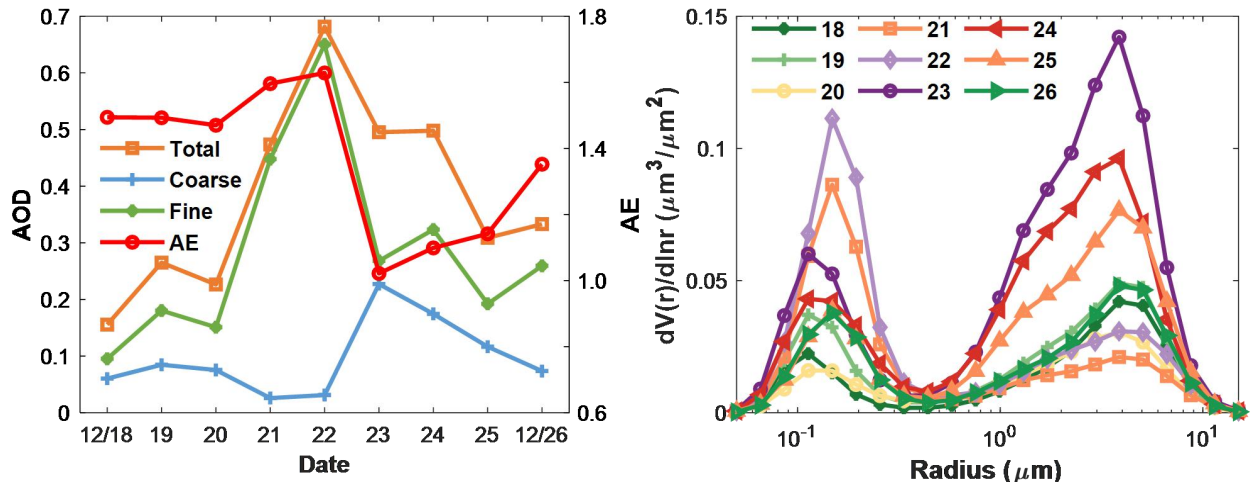 0.7
0.6
0.5
0.4
0.3
0.2
0.1
0
AOD
Total
Coarse
Fine
AE
1.8
1.4
1.0
0.6
AE
12/18 19 20 21 22 23 24 25 12/26
Date
0.15
0.1
0.05
0
dV(r)/dlnr (μm³/μm²)
18 21 24
19 22 25
20 23 26
10⁻¹ 10⁰ 10¹
Radius (μm)